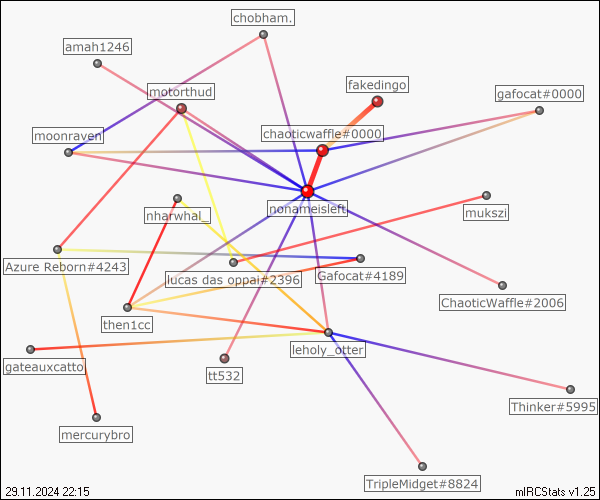 chobham.
amah1246
fakedingo
motorthud
gafocat#0000
chaoticwaffle#0000
moonraven
nonameisleft
mukszi
nharwhal_l
Azure Reborn#4243
lucas das oppai#2396
Gafocat#4189
ChaoticWaffle#2006
then1cc
leholy_otter
gateauxcatto
tt532
Thinker#5995
mercurybro
TripleMidget#8824
29.11.2024 22:15
mIRCStats v1.25